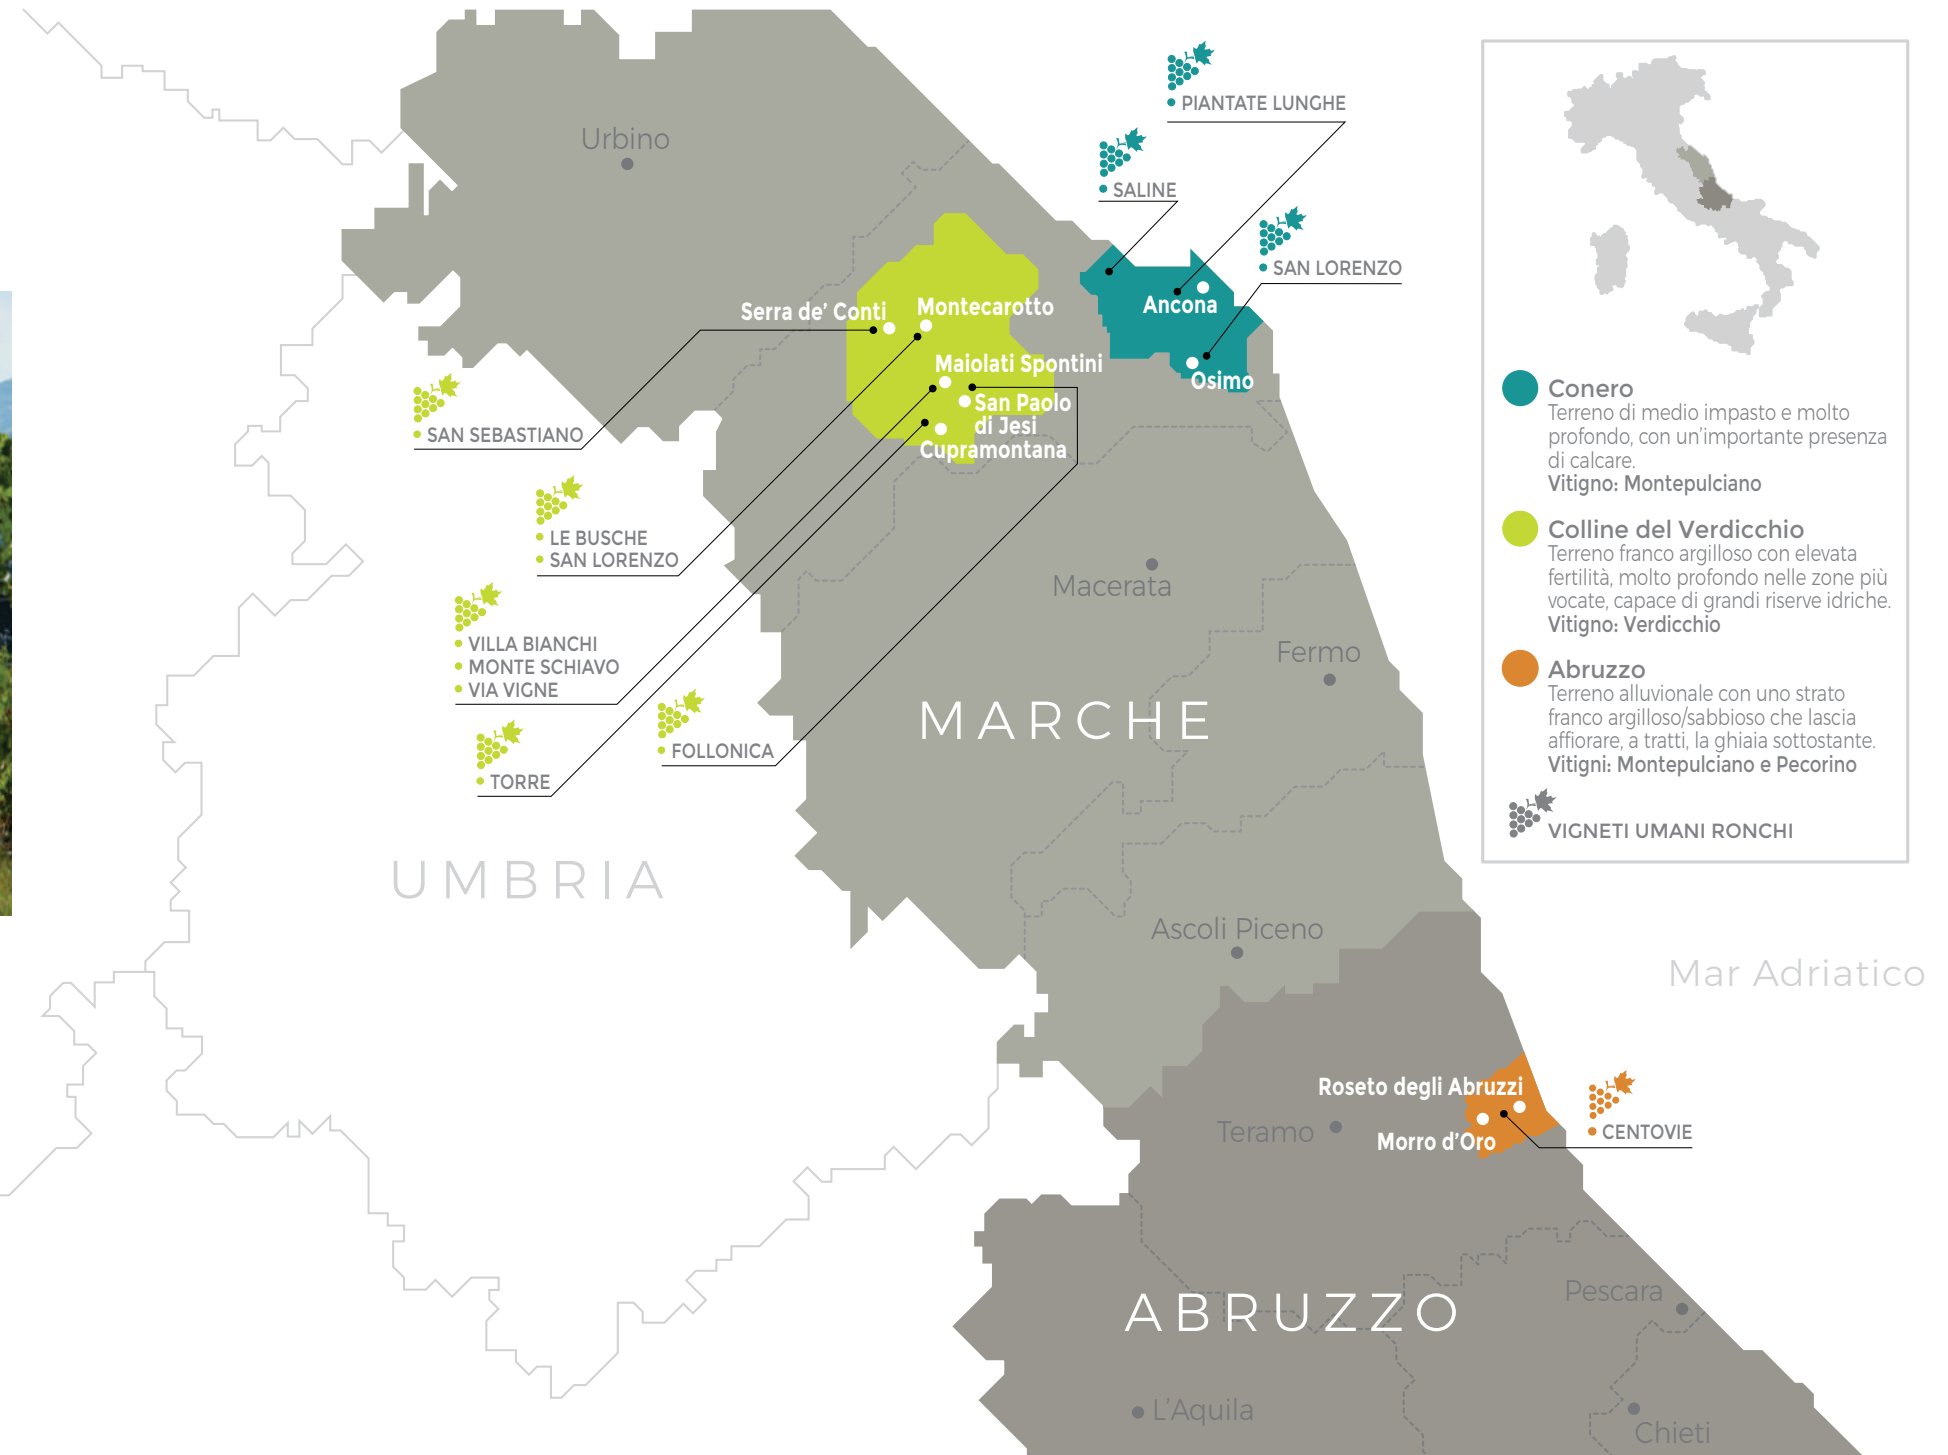 Urbino
PIANTATE LUNGHE
SALINE
SAN LORENZO
Serra de’ Conti
Montecarotto
Ancona
Maiolati Spontini
Osimo
San Paolo
di Jesi
Cupramontana
SAN SEBASTIANO
LE BUSCHE
SAN LORENZO
VILLA BIANCHI
MONTE SCHIAVO
VIA VIGNE
TORRE
FOLLONICA
Macerata
Fermo
MARCHE
UMBRIA
Ascoli Piceno
Mar Adriatico
Roseto degli Abruzzi
Teramo
Morro d’Oro
CENTOVIE
Pescara
ABRUZZO
L’Aquila
Chieti
Conero
Terreno di medio impasto e molto
profondo, con un’importante presenza
di calcare.
Vitigno: Montepulciano
Colline del Verdicchio
Terreno franco argilloso con elevata
fertilità, molto profondo nelle zone più
vocate, capace di grandi riserve idriche.
Vitigno: Verdicchio
Abruzzo
Terreno alluvionale con uno strato
franco argilloso/sabbioso che lascia
affiorare, a tratti, la ghiaia sottostante.
Vitigni: Montepulciano e Pecorino
VIGNETI UMANI RONCHI